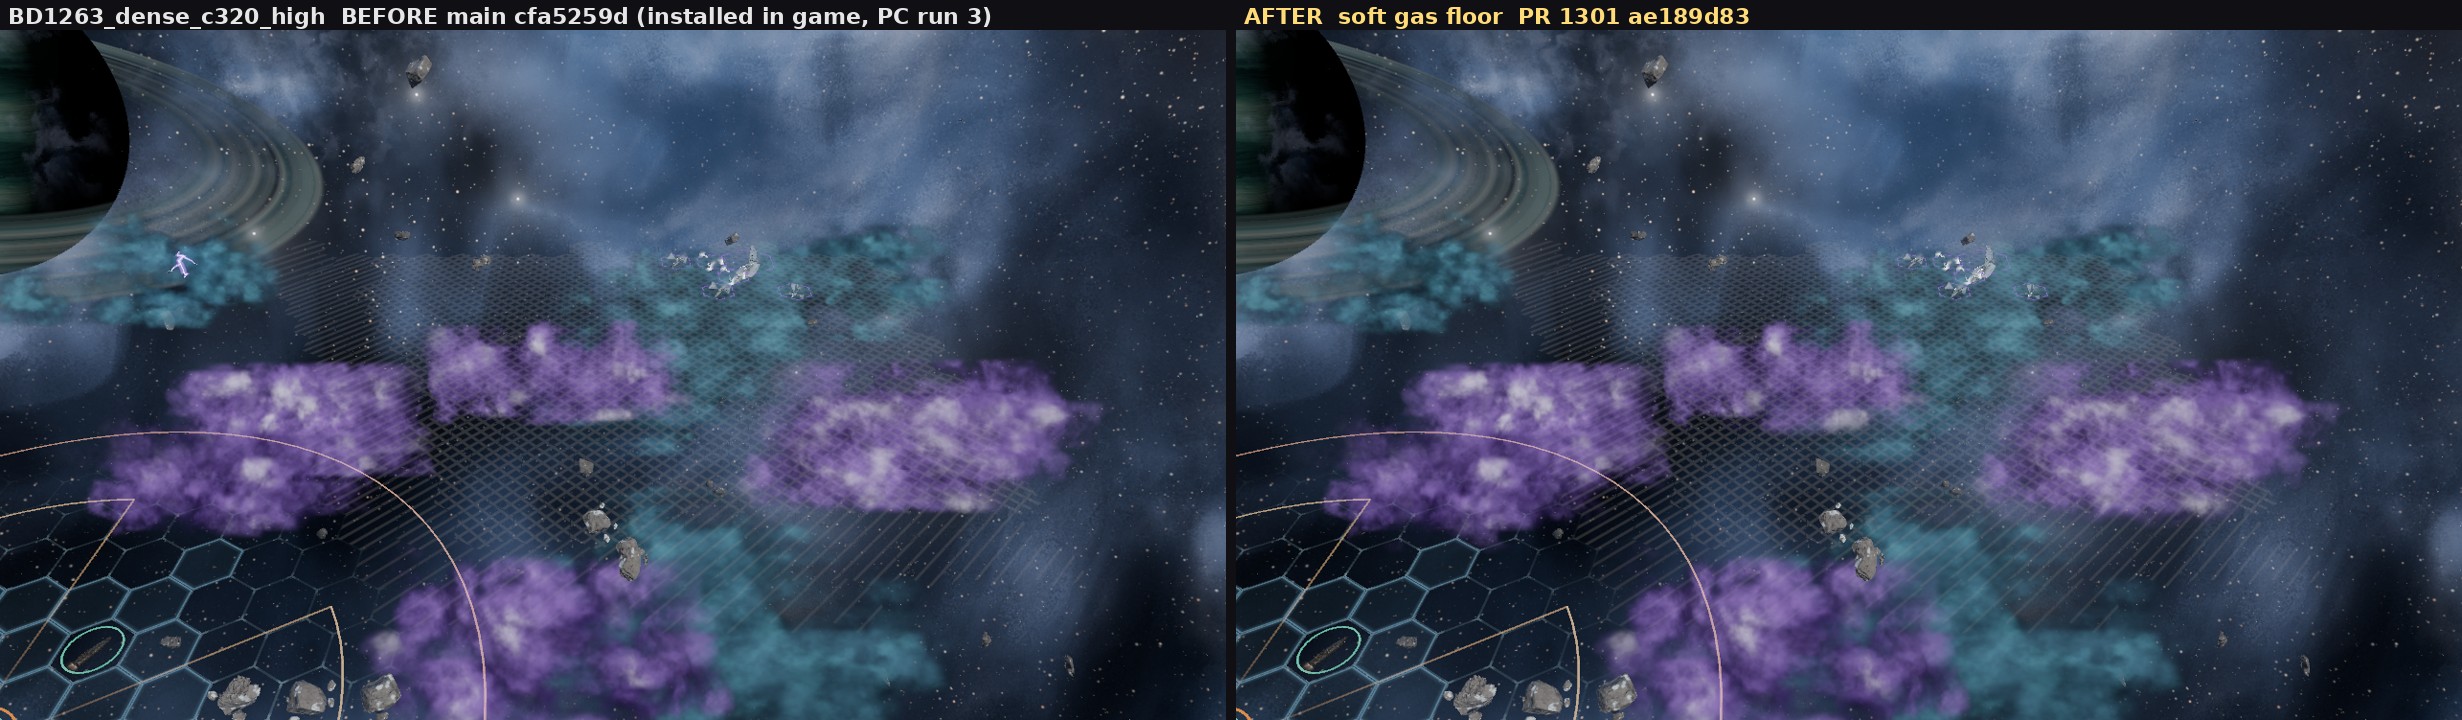 BD1263_dense_c320_high  BEFORE main cfa5259d (installed in game, PC run 3)
AFTER  soft gas floor  PR 1301 ae189d83